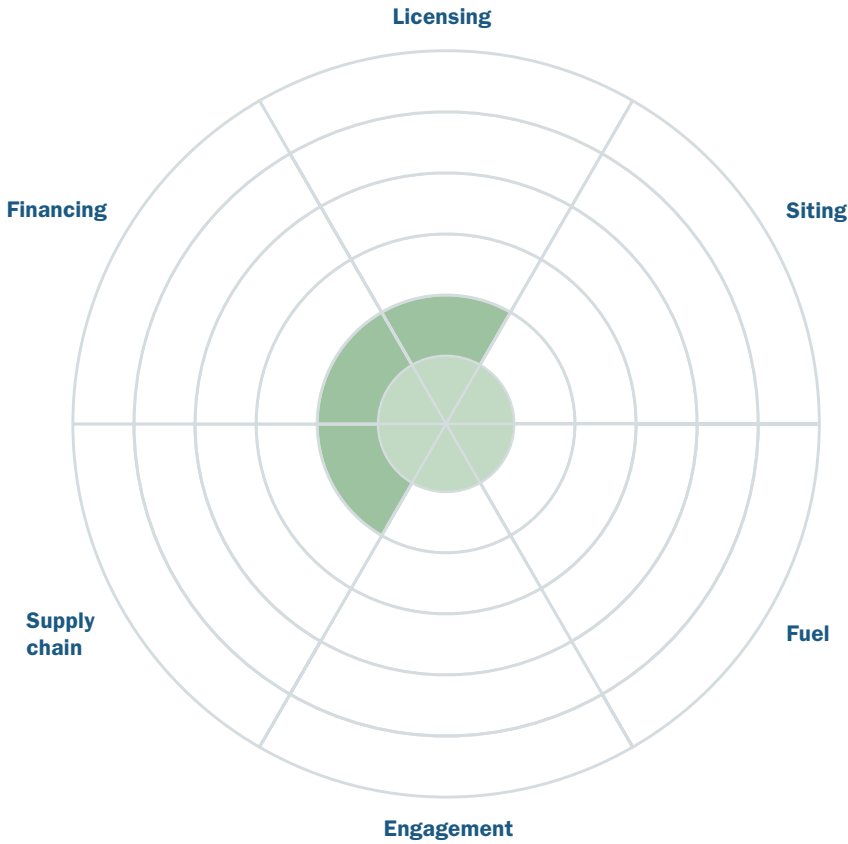 Licensing
Financing
Siting
Supply
chain
Fuel
Engagement